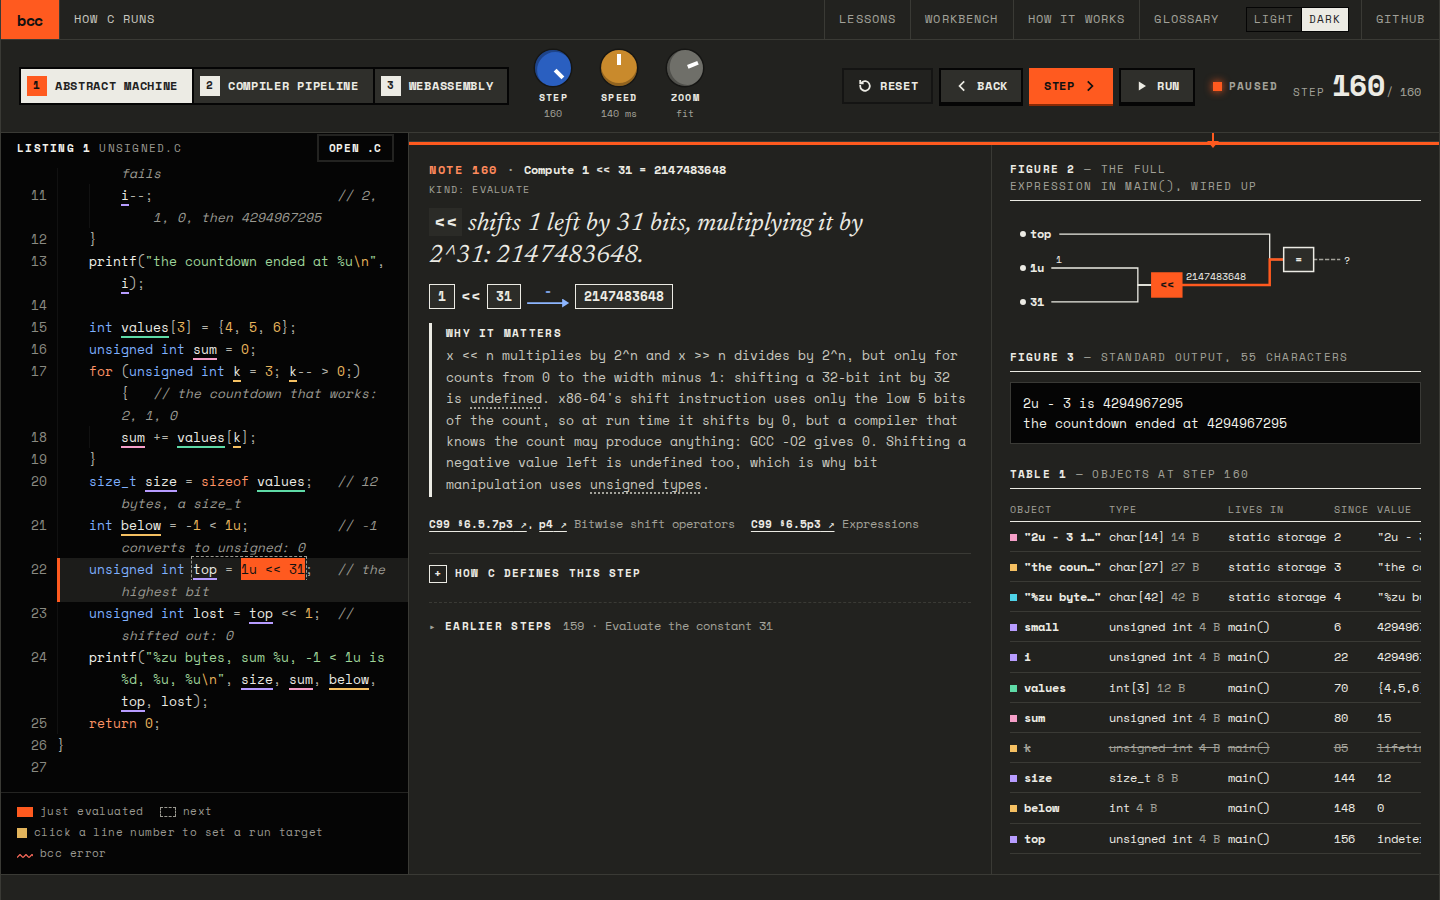 bcc HOW C RUNS LESSONS WORKBENCH HOW IT WORKS GLOSSARY LIGHT DARK GITHUB
1 ABSTRACT MACHINE 2 COMPILER PIPELINE 3 WEBASSEMBLY
STEP SPEED ZOOM
160 140 ms fit
RESET BACK STEP RUN PAUSED STEP 160 / 160
LISTING 1 UNSIGNED.C OPEN .C
fails
11 i--; // 2,
1, 0, then 4294967295
12 }
13 printf("the countdown ended at %u\n",
i);
14
15 int values[3] = {4, 5, 6};
16 unsigned int sum = 0;
17 for (unsigned int k = 3; k-- > 0;)
{ // the countdown that works:
2, 1, 0
18 sum += values[k];
19 }
20 size_t size = sizeof values; // 12
bytes, a size_t
21 int below = -1 < 1u; // -1
converts to unsigned: 0
22 unsigned int top = 1u << 31; // the
highest bit
23 unsigned int lost = top << 1; //
shifted out: 0
24 printf("%zu bytes, sum %u, -1 < 1u is
%d, %u, %u\n", size, sum, below,
top, lost);
25 return 0;
26 }
27
just evaluated next
click a line number to set a run target
bcc error
NOTE 160 · Compute 1 << 31 = 2147483648
KIND: EVALUATE
<< shifts 1 left by 31 bits, multiplying it by
2^31: 2147483648.
1 << 31 2147483648
WHY IT MATTERS
x << n multiplies by 2^n and x >> n divides by 2^n, but only for
counts from 0 to the width minus 1: shifting a 32-bit int by 32
is undefined. x86-64's shift instruction uses only the low 5 bits
of the count, so at run time it shifts by 0, but a compiler that
knows the count may produce anything: GCC -O2 gives 0. Shifting a
negative value left is undefined too, which is why bit
manipulation uses unsigned types.
C99 §6.5.7p3 ↗, p4 ↗ Bitwise shift operators C99 §6.5p3 ↗ Expressions
+ HOW C DEFINES THIS STEP
▸ EARLIER STEPS 159 · Evaluate the constant 31
FIGURE 2 — THE FULL
EXPRESSION IN MAIN(), WIRED UP
top
1u 1
31
<< 2147483648
= ?
FIGURE 3 — STANDARD OUTPUT, 55 CHARACTERS
2u - 3 is 4294967295
the countdown ended at 4294967295
TABLE 1 — OBJECTS AT STEP 160
OBJECT TYPE LIVES IN SINCE VALUE
"2u - 3 i…" char[14] 14 B static storage 2 "2u -
"the coun…" char[27] 27 B static storage 3 "the co
"%zu byte…" char[42] 42 B static storage 4 "%zu by
small unsigned int 4 B main() 6 429496
i unsigned int 4 B main() 22 429496
values int[3] 12 B main() 70 {4,5,6
sum unsigned int 4 B main() 80 15
k unsigned int 4 B main() 85 lifeti
size size_t 8 B main() 144 12
below int 4 B main() 148 0
top unsigned int 4 B main() 156 indete